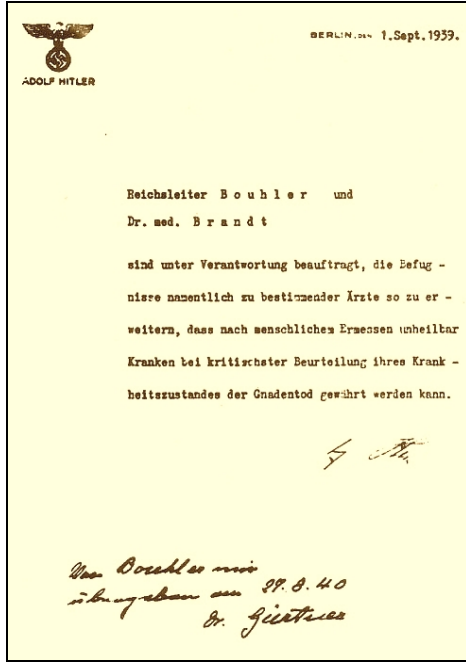 BERLIN, DEN 1.Sept.1939.
ADOLF HITLER
Reichsleiter B o u h l e r und
Dr. med. B r a n d t
sind unter Verantwortung beauftragt, die Befug -
nisse namentlich zu bestimmender Ärzte so zu er -
weitern, dass nach menschlichem Ermessen unheilbar
Kranken bei kritischster Beurteilung ihres Krank -
heitszustandes der Gnadentod gewährt werden kann.
Von Bouhler mir
übergeben am 27.8.40
Dr. Gürtner